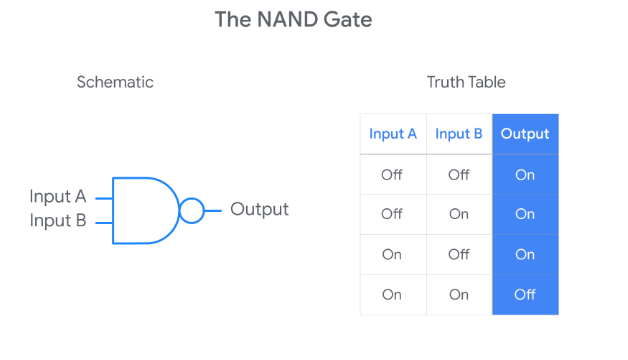 The NAND Gate
Schematic
Input A
Input B
Output
Truth Table
Input A Input B Output
Off Off On
Off On On
On Off On
On On Off